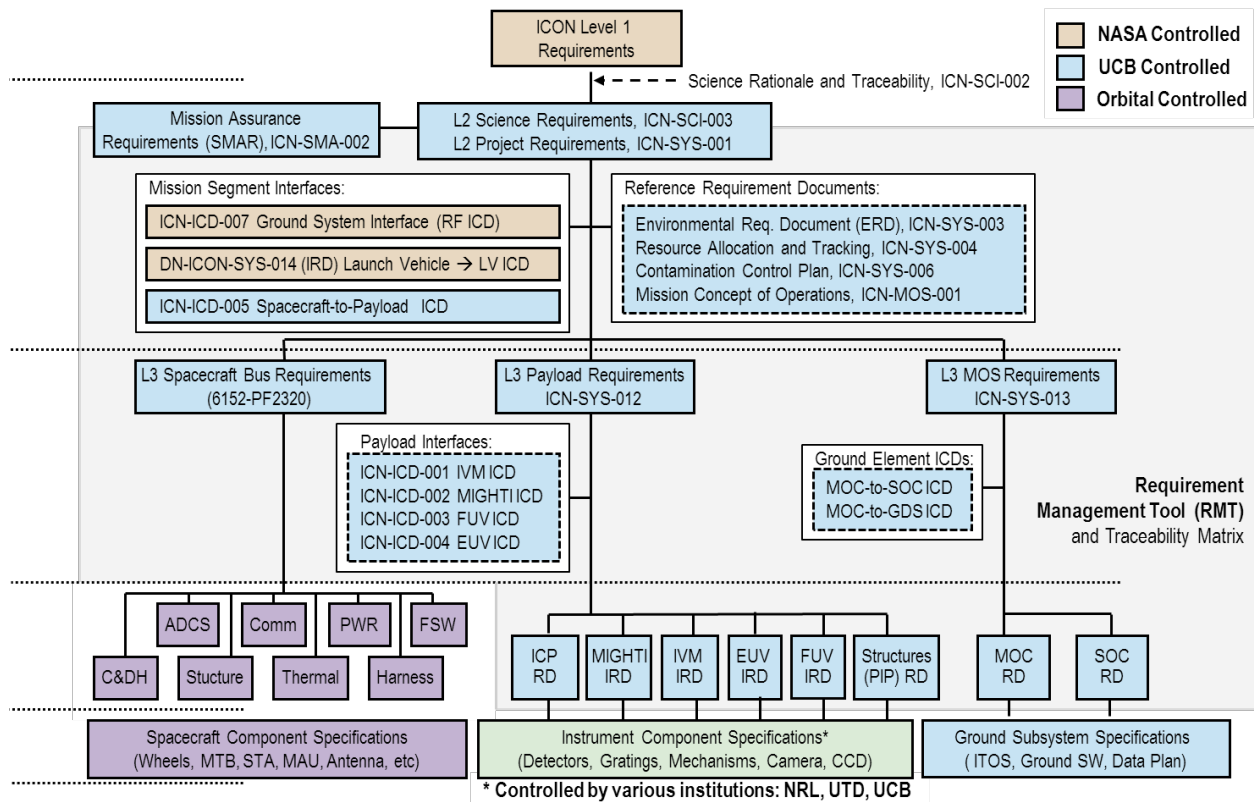 ICON Level 1
Requirements
NASA Controlled
UCB Controlled
Orbital Controlled
Science Rationale and Traceability, ICN-SCI-002
Mission Assurance
Requirements (SMAR), ICN-SMA-002
L2 Science Requirements, ICN-SCI-003
L2 Project Requirements, ICN-SYS-001
Mission Segment Interfaces:
ICN-ICD-007 Ground System Interface (RF ICD)
DN-ICON-SYS-014 (IRD) Launch Vehicle → LV ICD
ICN-ICD-005 Spacecraft-to-Payload ICD
Reference Requirement Documents:
Environmental Req. Document (ERD), ICN-SYS-003
Resource Allocation and Tracking, ICN-SYS-004
Contamination Control Plan, ICN-SYS-006
Mission Concept of Operations, ICN-MOS-001
L3 Spacecraft Bus Requirements
(6152-PF2320)
L3 Payload Requirements
ICN-SYS-012
L3 MOS Requirements
ICN-SYS-013
Payload Interfaces:
ICN-ICD-001 IVM ICD
ICN-ICD-002 MIGHTI ICD
ICN-ICD-003 FUV ICD
ICN-ICD-004 EUV ICD
Ground Element ICDs:
MOC-to-SOC ICD
MOC-to-GDS ICD
Requirement
Management Tool (RMT)
and Traceability Matrix
ADCS
Comm
PWR
FSW
C&DH
Stucture
Thermal
Harness
ICP
RD
MIGHTI
IRD
IVM
IRD
EUV
IRD
FUV
IRD
Structures
(PIP) RD
MOC
RD
SOC
RD
Spacecraft Component Specifications
(Wheels, MTB, STA, MAU, Antenna, etc)
Instrument Component Specifications*
(Detectors, Gratings, Mechanisms, Camera, CCD)
Ground Subsystem Specifications
( ITOS, Ground SW, Data Plan)
* Controlled by various institutions: NRL, UTD, UCB